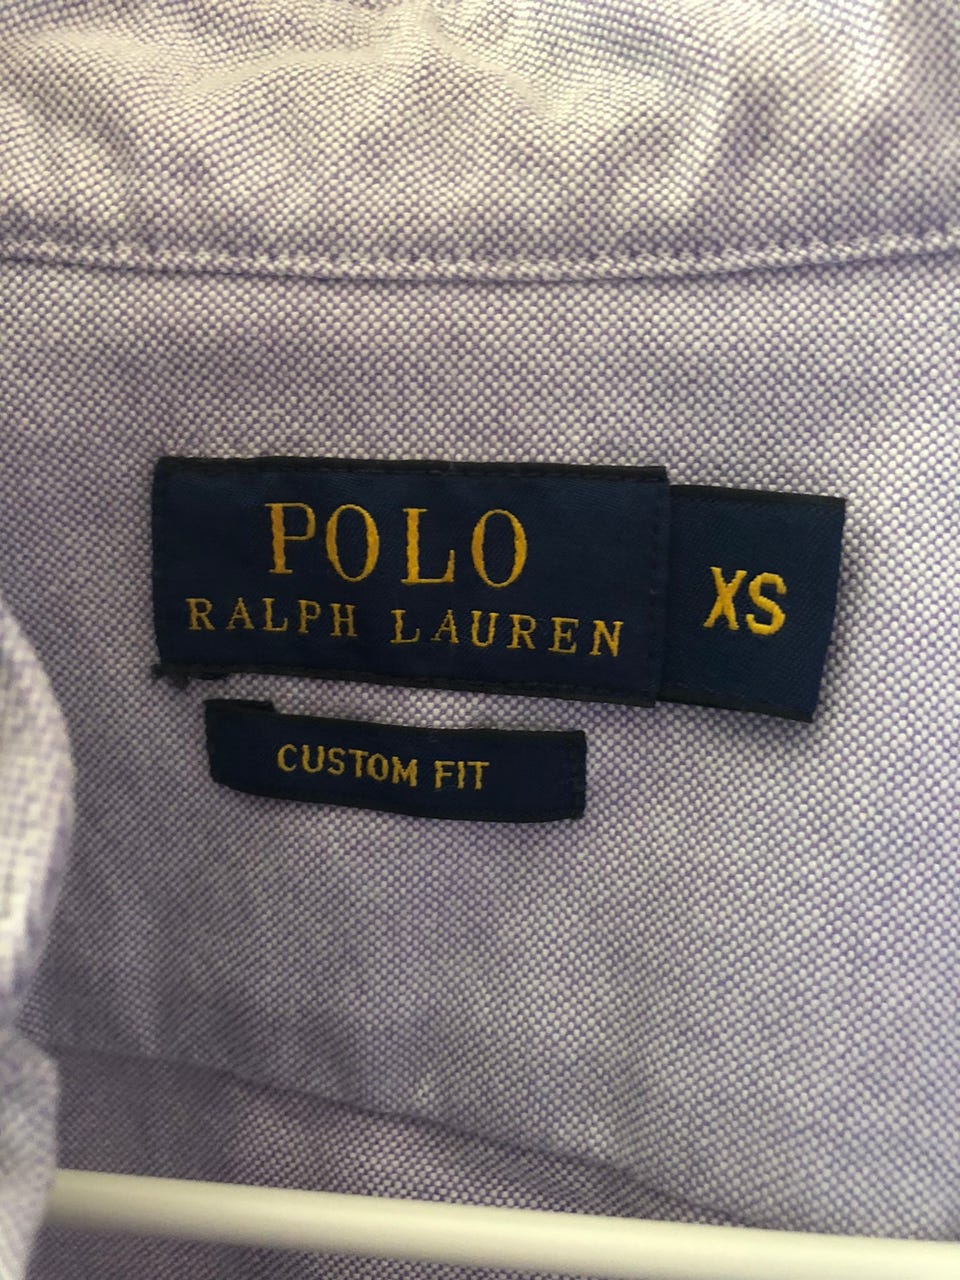 POLO
RALPH LAUREN
XS
CUSTOM FIT